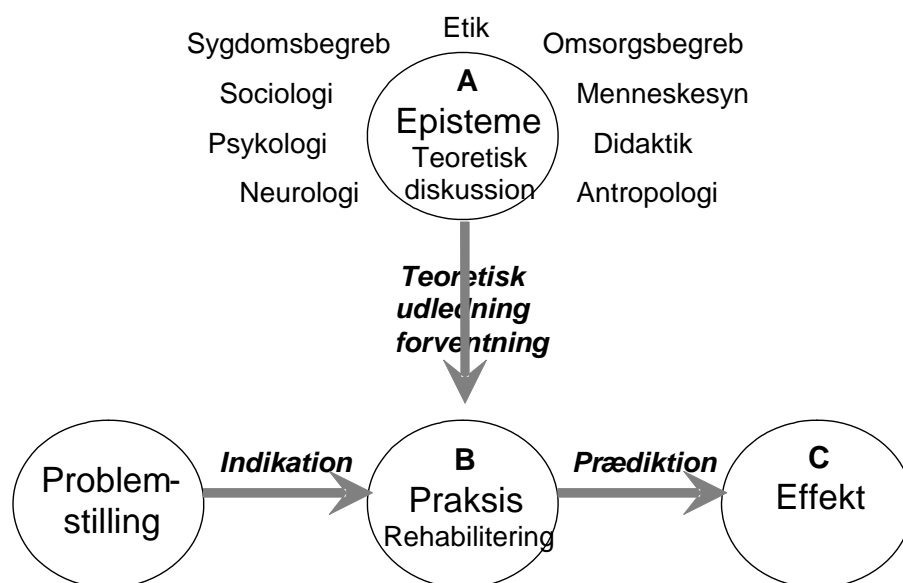 Etik
Sygdomsbegreb
Omsorgsbegreb
A
Sociologi
Menneskesyn
Episteme
Psykologi
Teoretisk
Didaktik
diskussion
Neurologi
Antropologi
Teoretisk
udledning
forventning
Problem-
stilling
Indikation
B
Praksis
Rehabilitering
Prædiktion
C
Effekt